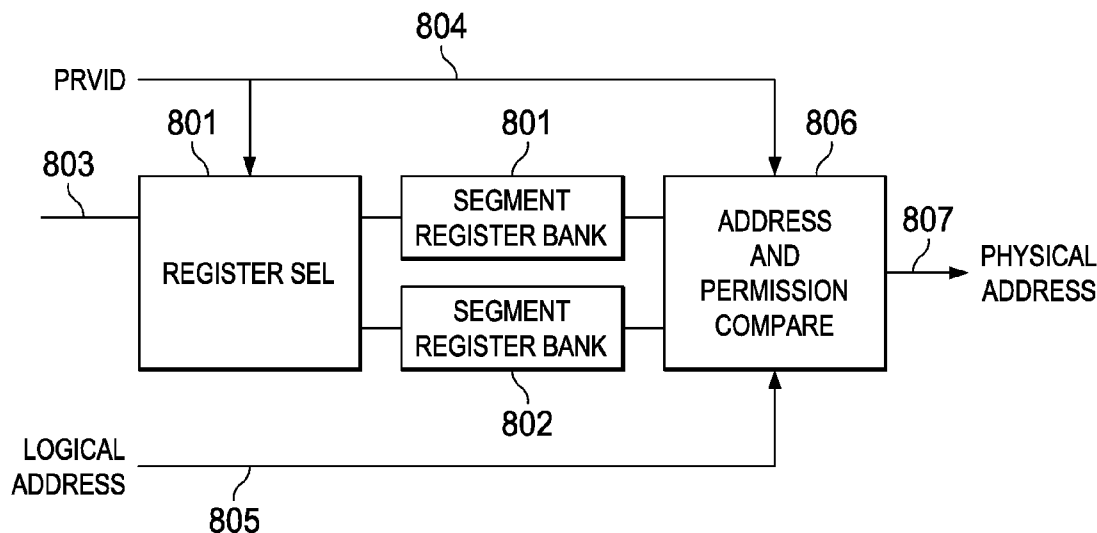 804
PRVID
801
801
806
803
SEGMENT
REGISTER BANK
ADDRESS
AND
PERMISSION
COMPARE
807
PHYSICAL
ADDRESS
REGISTER SEL
SEGMENT
REGISTER BANK
802
LOGICAL
ADDRESS
805